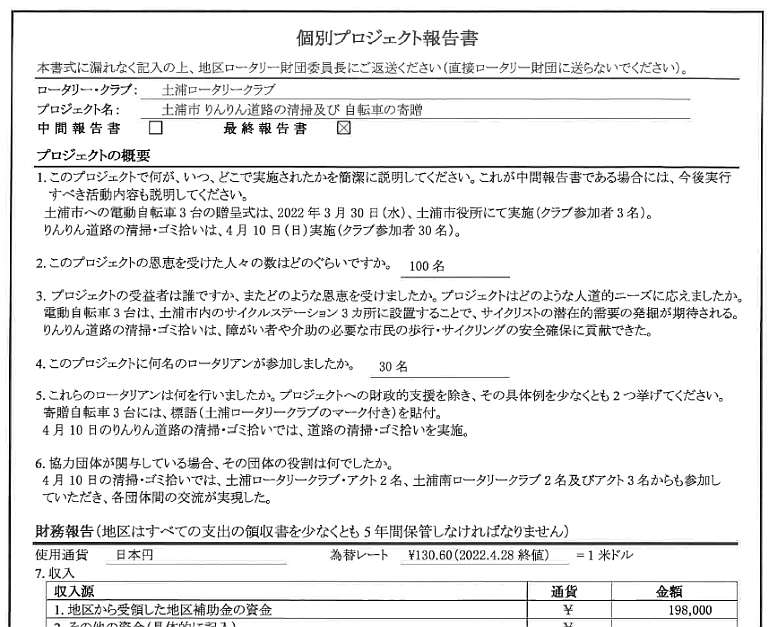 個別プロジェクト報告書
本書式に漏れなく記入の上、地区ロータリー財団委員長にご返送ください(直接ロータリー財団に送らないでください)。
ロータリー・クラブ: 土浦ロータリークラブ
プロジェクト名: 土浦市 りんりん道路の清掃及び 自転車の寄贈
中間報告書 □ 最終報告書 ☒
プロジェクトの概要
1. このプロジェクトで何が、いつ、どこで実施されたかを簡潔に説明してください。これが中間報告書である場合には、今後実行
すべき活動内容も説明してください。
土浦市への電動自転車3台の贈呈式は、2022年3月30日(水)、土浦市役所にて実施(クラブ参加者3名)。
りんりん道路の清掃・ゴミ拾いは、4月10日(日)実施(クラブ参加者30名)。
2. このプロジェクトの恩恵を受けた人々の数はどのぐらいですか。 100名
3. プロジェクトの受益者は誰ですか、またどのような恩恵を受けましたか。プロジェクトはどのような人道的ニーズに応えましたか。
電動自転車3台は、土浦市内のサイクルステーション3カ所に設置することで、サイクリストの潜在的需要の発掘が期待される。
りんりん道路の清掃・ゴミ拾いは、障がい者や介助の必要な市民の歩行・サイクリングの安全確保に貢献できた。
4. このプロジェクトに何名のロータリアンが参加しましたか。 30名
5. これらのロータリアンは何を行いましたか。プロジェクトへの財政的支援を除き、その具体例を少なくとも2つ挙げてください。
寄贈自転車3台には、標語(土浦ロータリークラブのマーク付き)を貼付。
4月10日のりんりん道路の清掃・ゴミ拾いでは、道路の清掃・ゴミ拾いを実施。
6. 協力団体が関与している場合、その団体の役割は何でしたか。
4月10日の清掃・ゴミ拾いでは、土浦ロータリークラブ・アクト2名、土浦南ロータリークラブ2名及びアクト3名からも参加し
ていただき、各団体間の交流が実現した。
財務報告(地区はすべての支出の領収書を少なくとも5年間保管しなければなりません)
使用通貨 日本円 為替レート ¥130.60(2022.4.28 終値) =1米ドル
7. 収入
収入源 通貨 金額
1. 地区から受領した地区補助金の資金 ¥ 198,000
2. その他の資金(具体的に記入) ¥